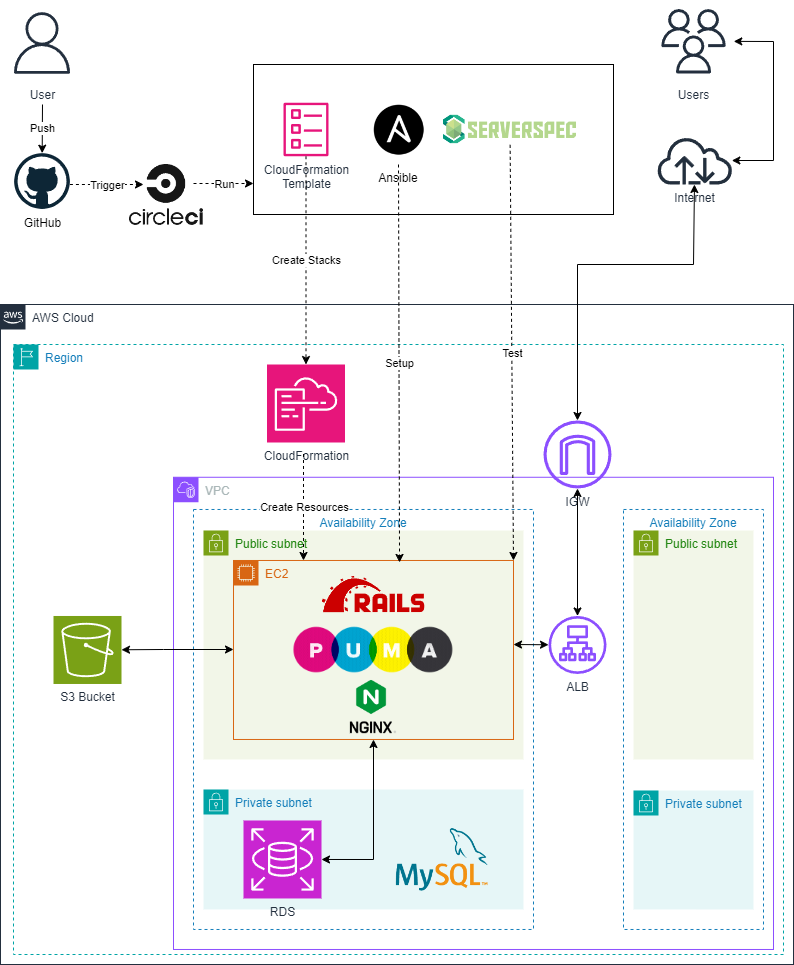 User
Users
Push
CloudFormation
Template
Ansible
SERVERSPEC
GitHub
Trigger
circleci
Run
Internet
Create Stacks
aws
AWS Cloud
Region
Setup
Test
CloudFormation
IGW
VPC
Create Resources
Availability Zone
Availability Zone
Public subnet
Public subnet
EC2
RAILS
PUMA
NGINX
S3 Bucket
ALB
Private subnet
Private subnet
MySQL
RDS